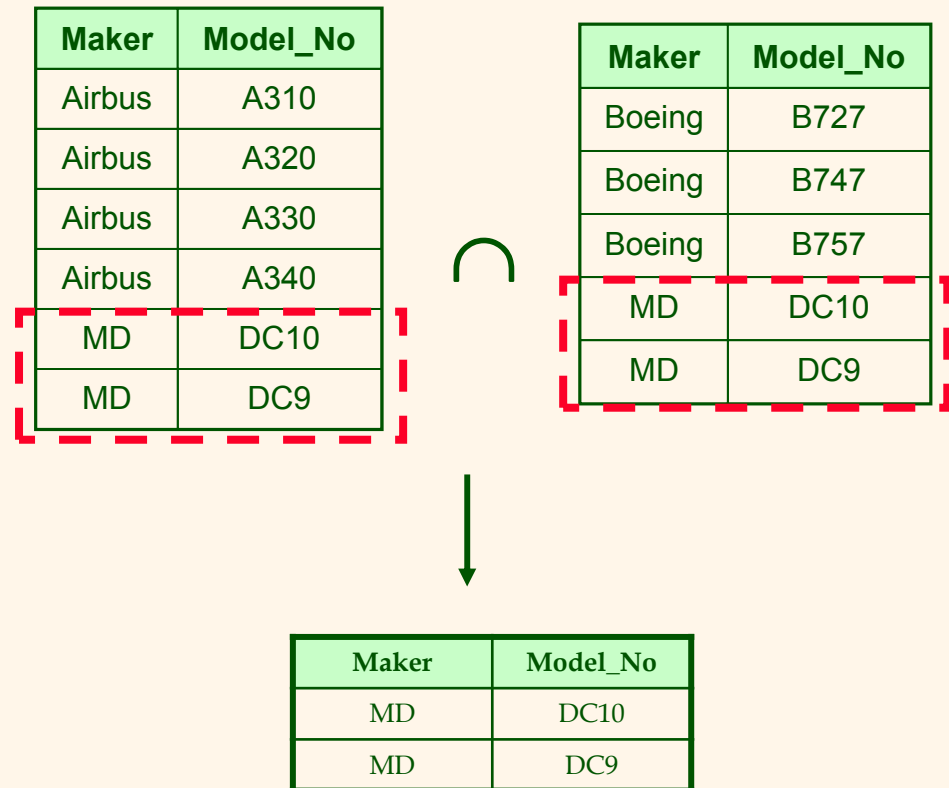 Maker Model_No
Airbus A310
Airbus A320
Airbus A330
Airbus A340
MD DC10
MD DC9
∩
Maker Model_No
Boeing B727
Boeing B747
Boeing B757
MD DC10
MD DC9
Maker Model_No
MD DC10
MD DC9